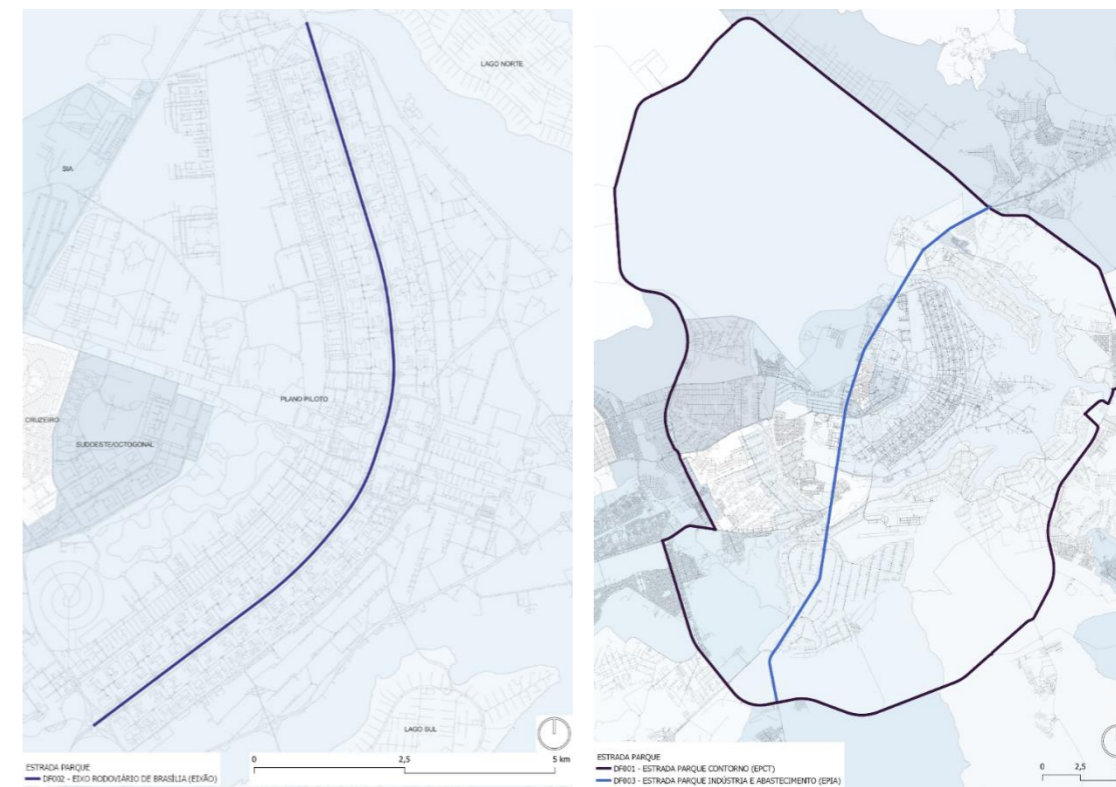 LAGO NORTE
SIA
PLANO PILOTO
CRUZEIRO
SUDOESTE/OCTOGONAL
LAGO SUL
ESTRADA PARQUE
DF002 - EIXO RODOVIÁRIO DE BRASÍLIA (EIXÃO)
0 2,5 5 km
ESTRADA PARQUE
DF001 - ESTRADA PARQUE CONTORNO (EPCT)
DF003 - ESTRADA PARQUE INDÚSTRIA E ABASTECIMENTO (EPIA)
0 2,5